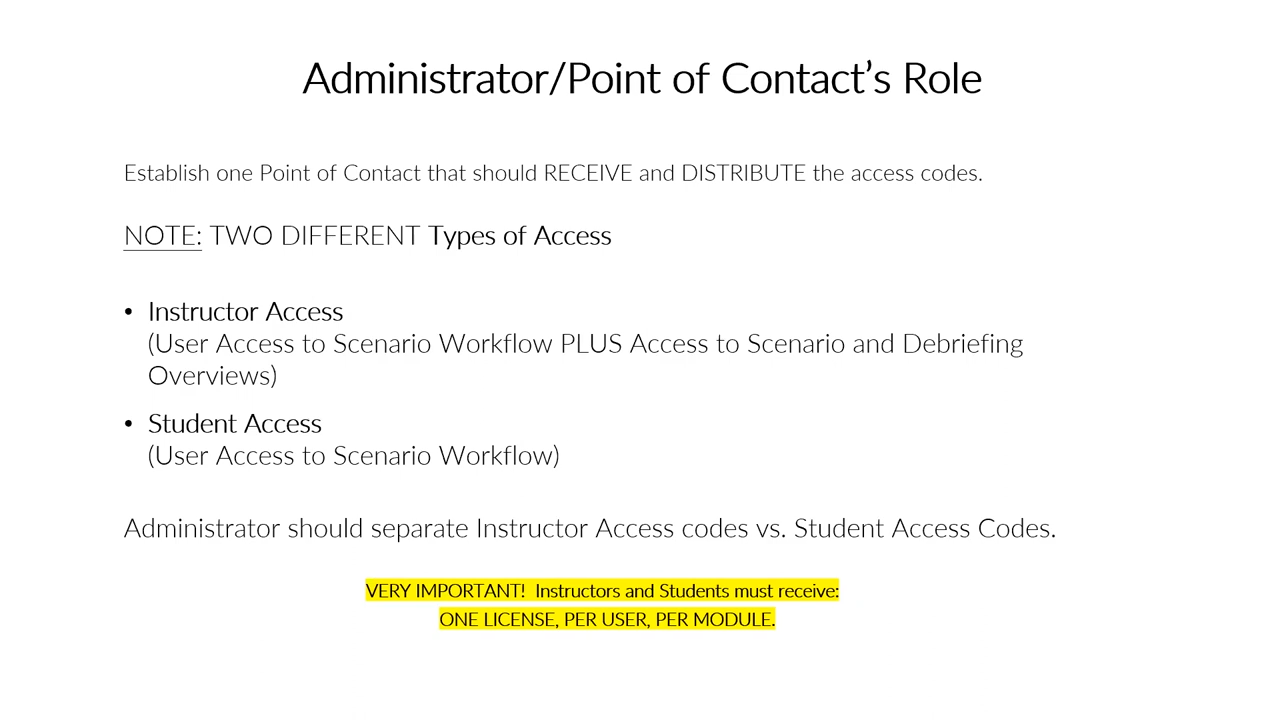 Administrator/Point of Contact’s Role
Establish one Point of Contact that should RECEIVE and DISTRIBUTE the access codes.
NOTE: TWO DIFFERENT Types of Access
• Instructor Access
(User Access to Scenario Workflow PLUS Access to Scenario and Debriefing
Overviews)
• Student Access
(User Access to Scenario Workflow)
Administrator should separate Instructor Access codes vs. Student Access Codes.
VERY IMPORTANT!  Instructors and Students must receive:
ONE LICENSE, PER USER, PER MODULE.